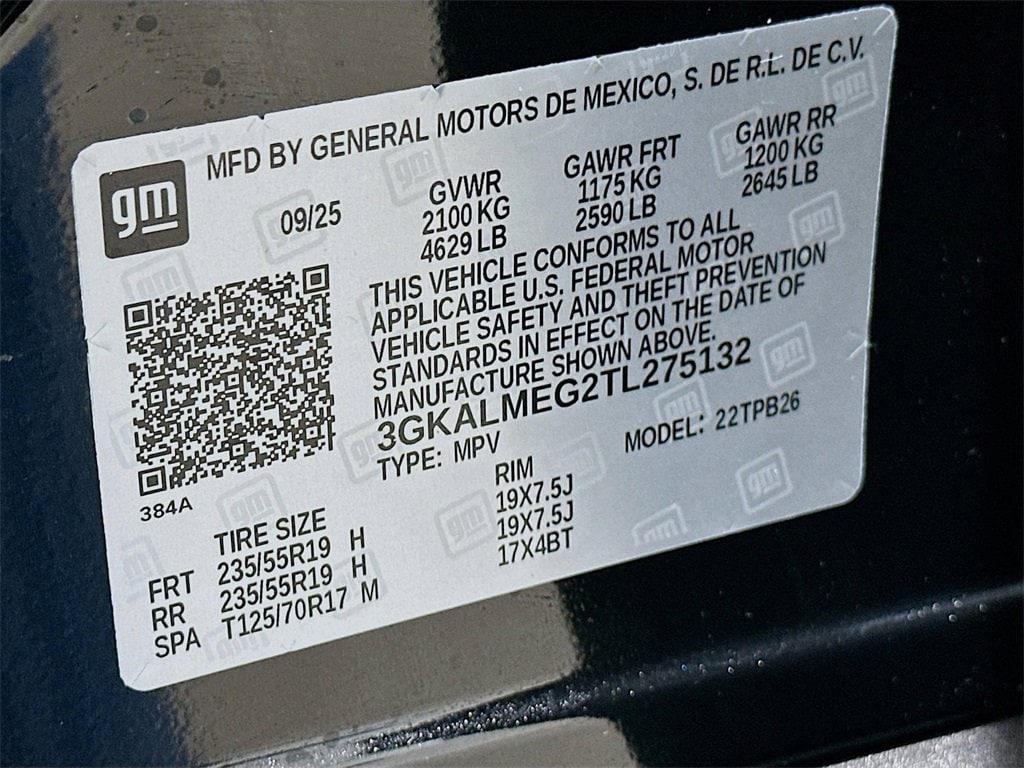 MFD BY GENERAL MOTORS DE MEXICO, S. DE R.L. DE C.V.
gm
09/25
GVWR
2100 KG
4629 LB
GAWR FRT
1175 KG
2590 LB
GAWR RR
1200 KG
2645 LB
THIS VEHICLE CONFORMS TO ALL
APPLICABLE U.S. FEDERAL MOTOR
VEHICLE SAFETY AND THEFT PREVENTION
STANDARDS IN EFFECT ON THE DATE OF
MANUFACTURE SHOWN ABOVE.
3GKALMEG2TL275132
TYPE: MPV
MODEL: 22TPB26
384A
TIRE SIZE RIM
FRT 235/55R19 H 19X7.5J
RR 235/55R19 H 19X7.5J
SPA T125/70R17 M 17X4BT